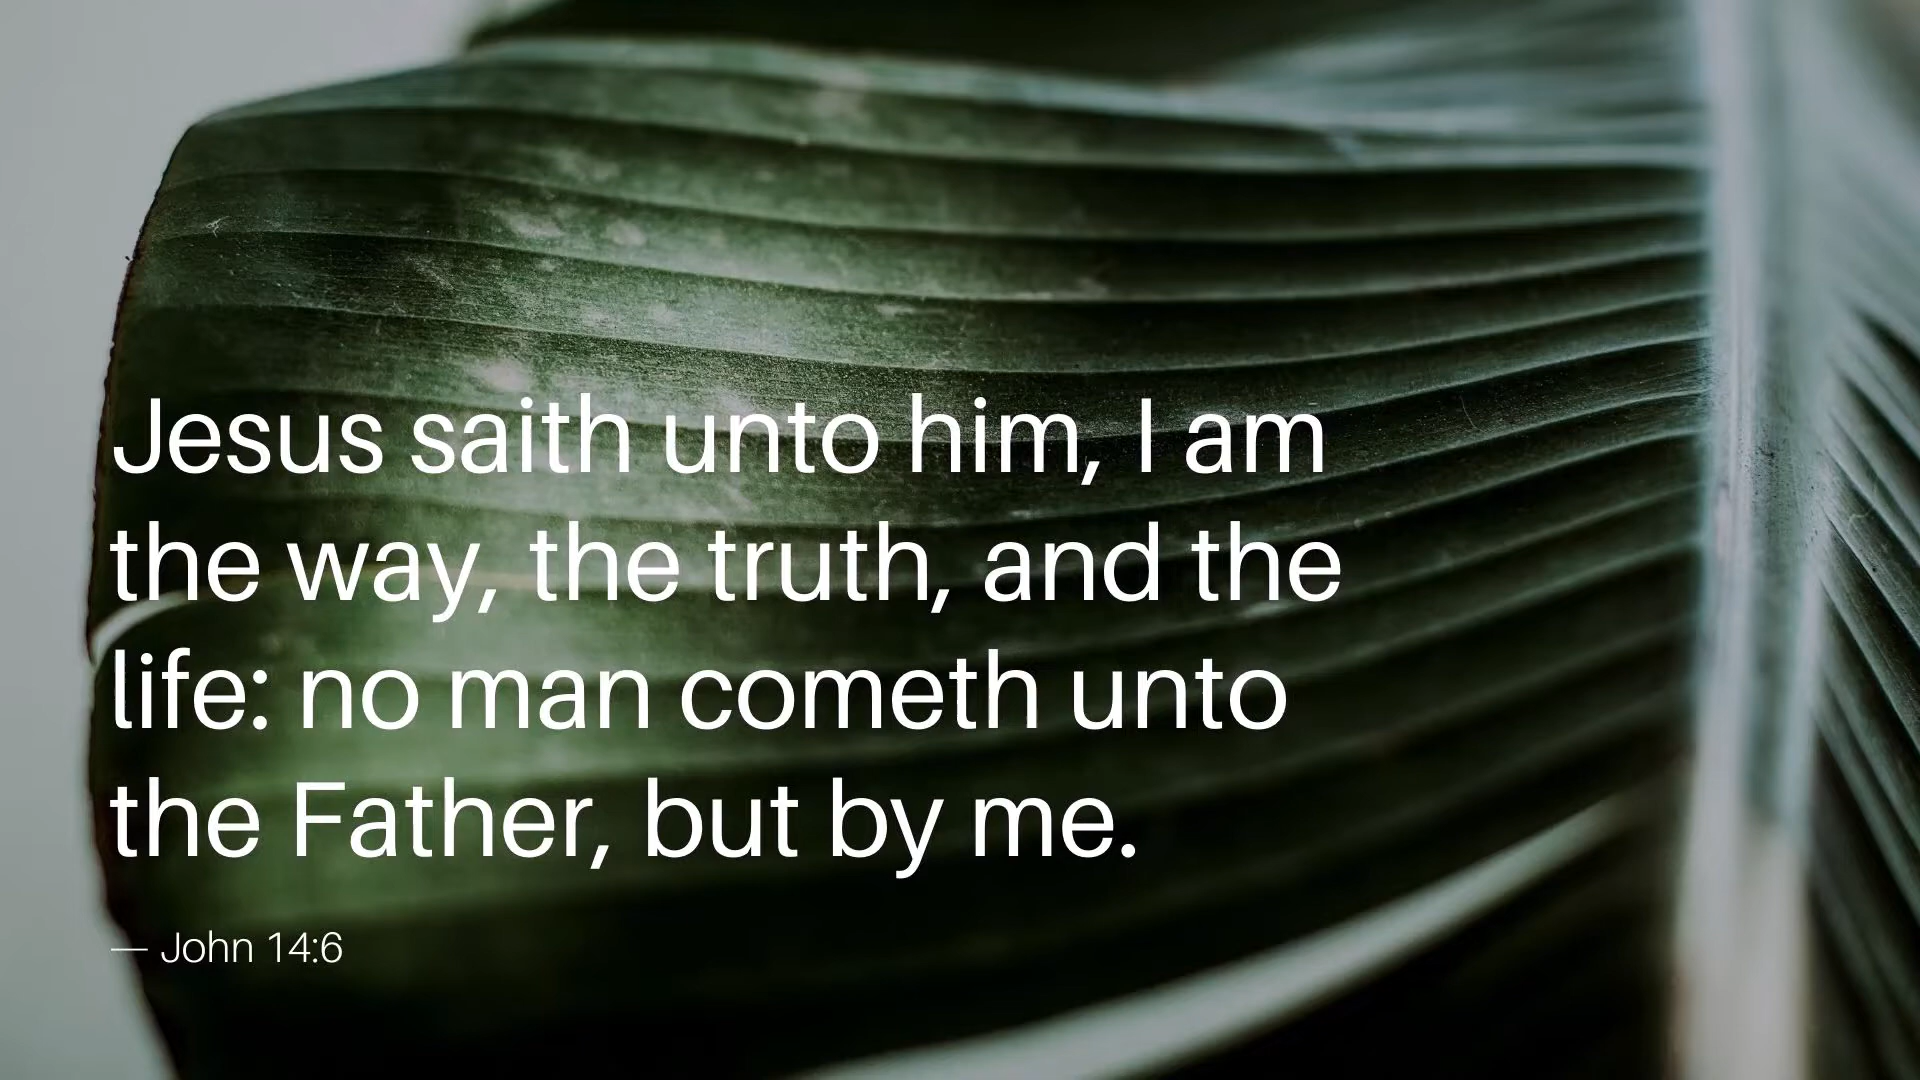 Jesus saith unto him, I am
the way, the truth, and the
life: no man cometh unto
the Father, but by me.
— John 14:6